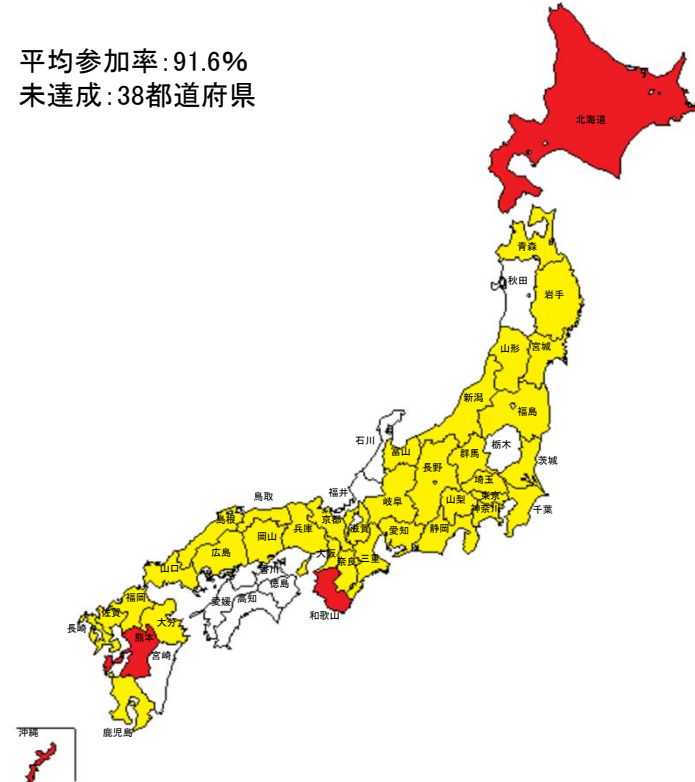 平均参加率：91.6%
未達成：38都道府県
北海道
青森
秋田
岩手
山形
宮城
新潟
福島
石川
富山
栃木
群馬
長野
茨城
埼玉
福井
岐阜
山梨
東京
神奈川
千葉
鳥取
島根
岡山
兵庫
京都
滋賀
愛知
静岡
広島
大阪
奈良
三重
山口
香川
徳島
愛媛
高知
和歌山
福岡
佐賀
長崎
大分
熊本
宮崎
鹿児島
沖縄